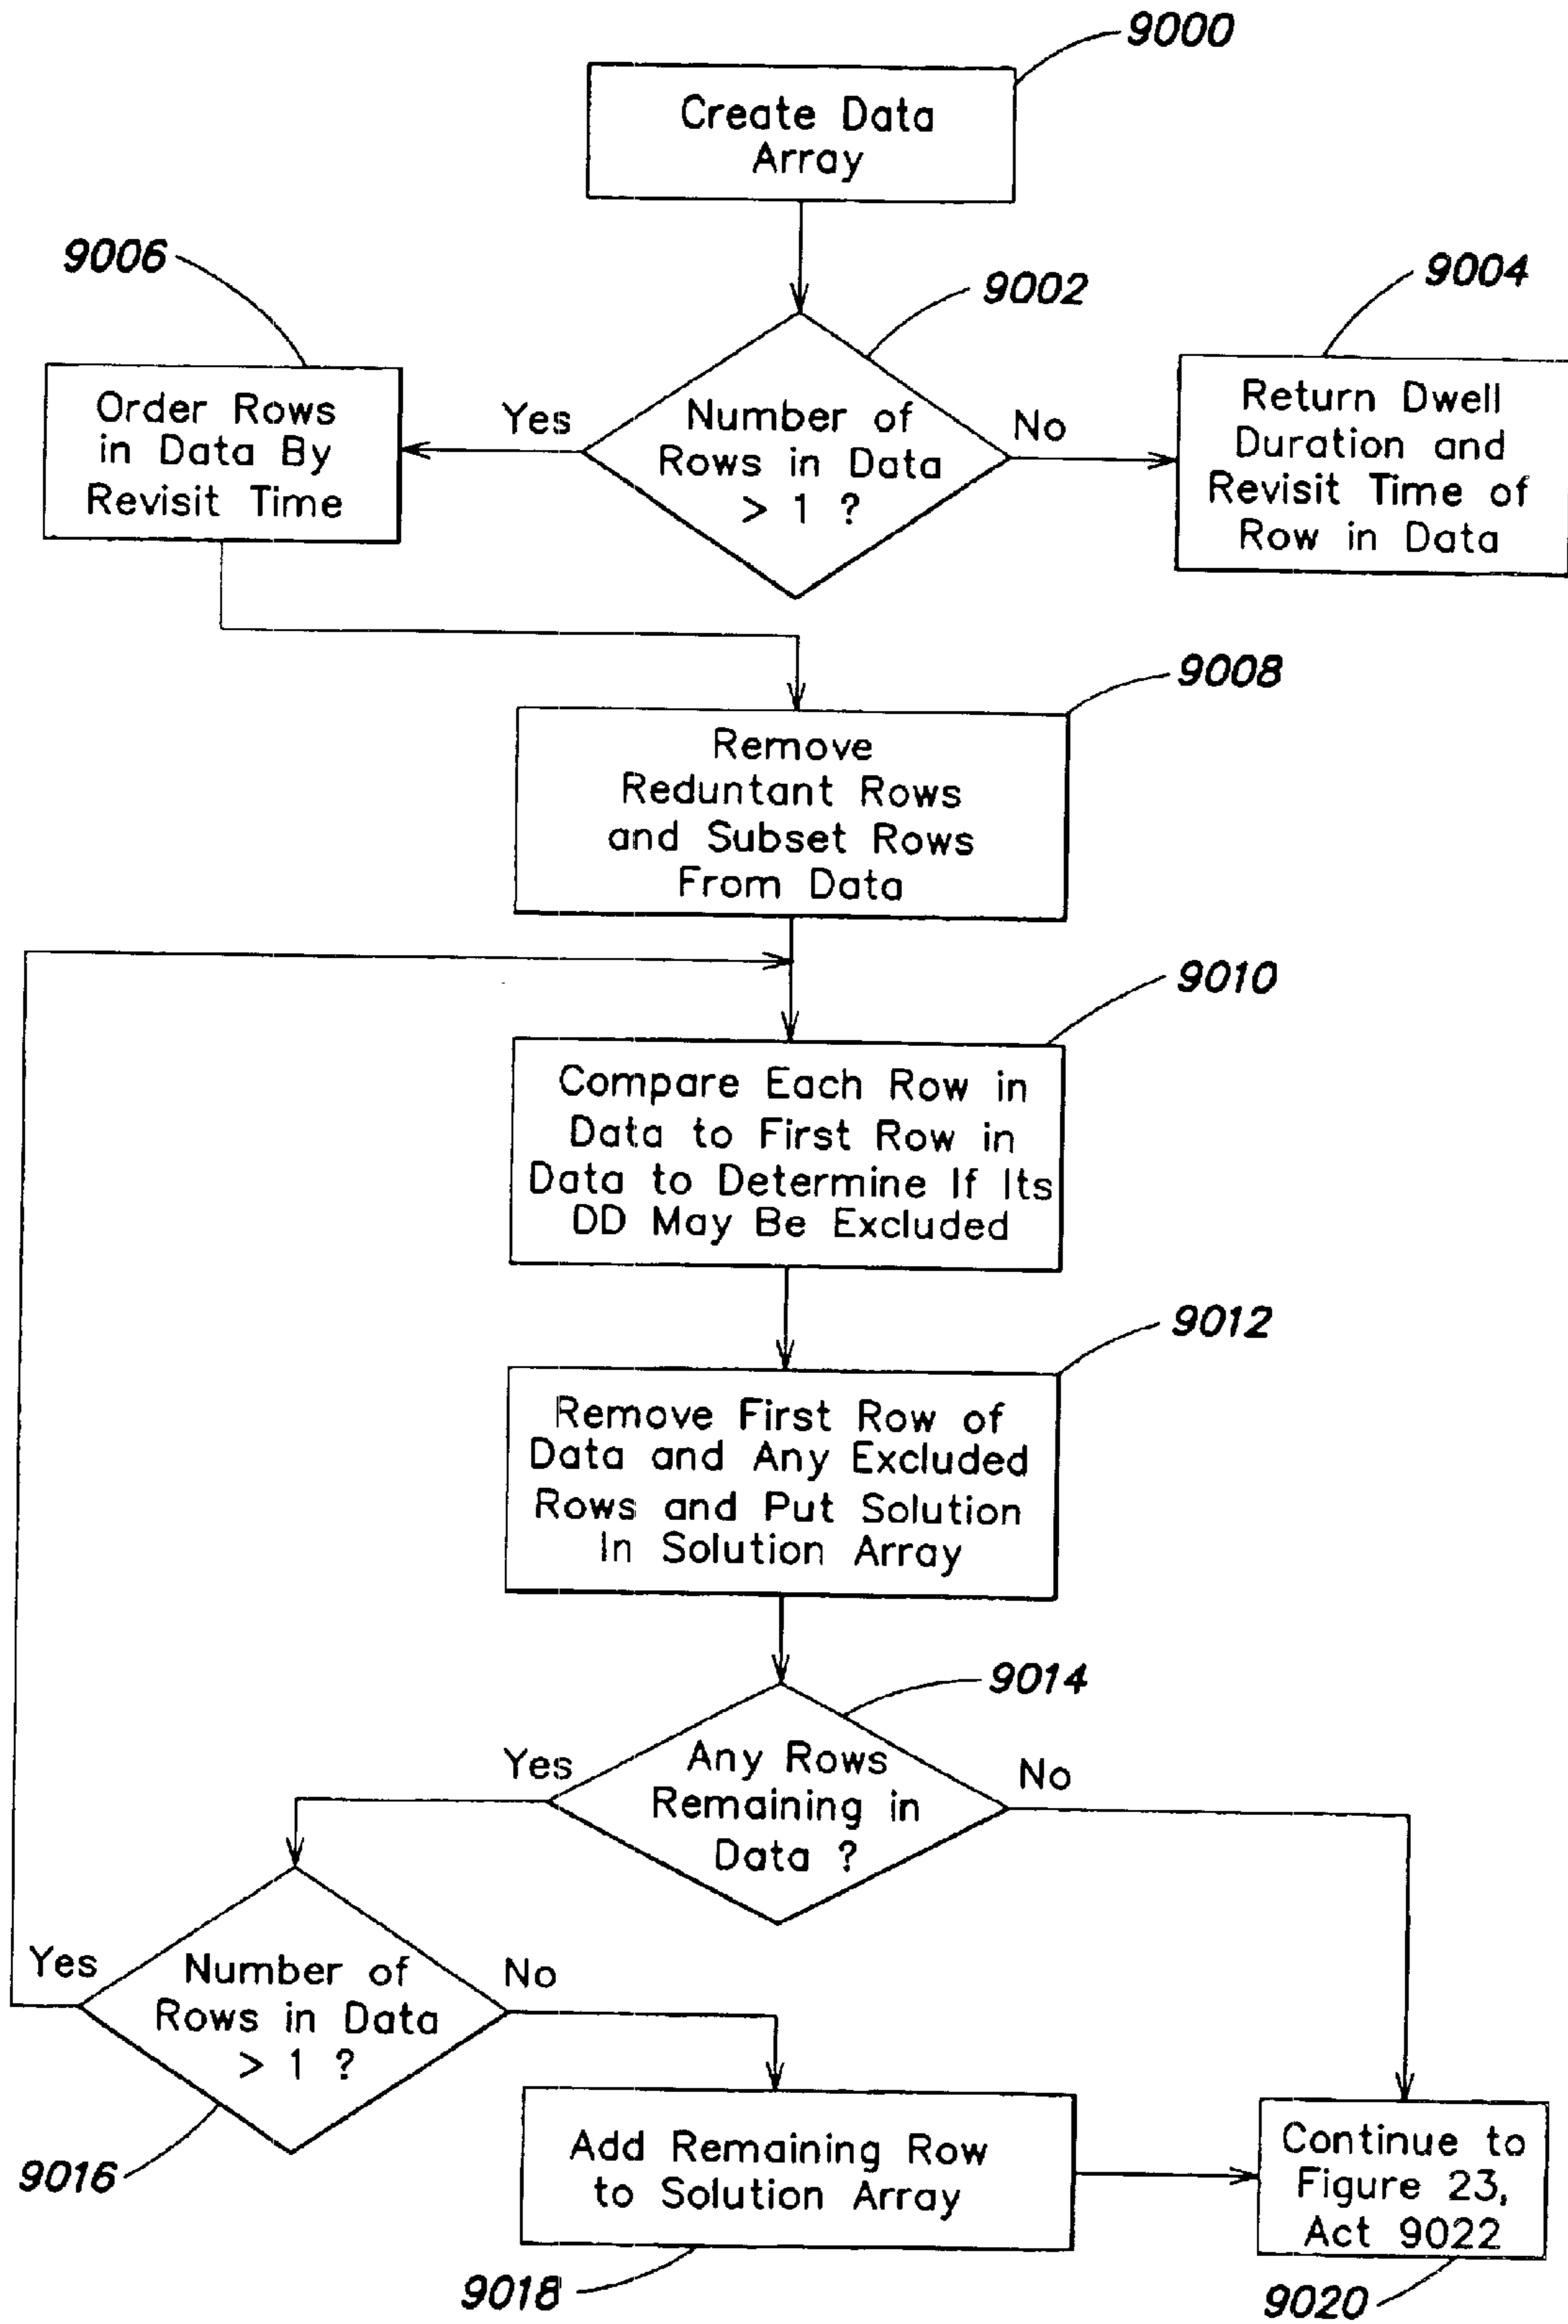 9000
Create Data
Array
9006
9002
9004
Order Rows
in Data By
Revisit Time
Yes
Number of
Rows in Data
> 1 ?
No
Return Dwell
Duration and
Revisit Time of
Row in Data
9008
Remove
Reduntant Rows
and Subset Rows
From Data
9010
Compare Each Row in
Data to First Row in
Data to Determine If Its
DD May Be Excluded
9012
Remove First Row of
Data and Any Excluded
Rows and Put Solution
In Solution Array
9014
Yes
Any Rows
Remaining in
Data ?
No
Yes
Number of
Rows in Data
> 1 ?
No
9016
Add Remaining Row
to Solution Array
Continue to
Figure 23,
Act 9022
9018
9020